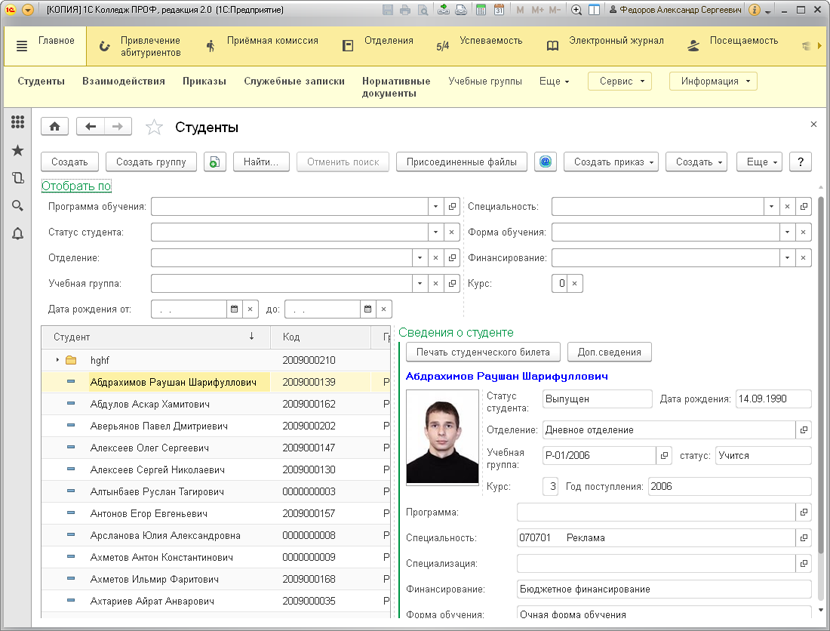 [КОПИЯ] 1С Колледж ПРОФ, редакция 2.0 (1С:Предприятие)
M M+ M- Федоров Александр Сергеевич
Главное Привлечение абитуриентов Приёмная комиссия Отделения 5/4 Успеваемость Электронный журнал Посещаемость
Студенты Взаимодействия Приказы Служебные записки Нормативные документы Учебные группы Еще Сервис Информация
Студенты
Создать Создать группу Найти... Отменить поиск Присоединенные файлы Создать приказ Создать Еще ?
Отобрать по
Программа обучения: Специальность:
Статус студента: Форма обучения:
Отделение: Финансирование:
Учебная группа: Курс: 0
Дата рождения от: . . до: . .
Студент ↓ Код
hghf 2009000210
Абдрахимов Раушан Шарифуллович 2009000139
Абдулов Аскар Хамитович 2009000162
Аверьянов Павел Дмитриевич 2009000202
Алексеев Олег Сергеевич 2009000147
Алексеев Сергей Николаевич 2009000130
Алтынбаев Руслан Тагирович 0000000003
Антонов Егор Евгеньевич 2009000157
Арсланова Юлия Александровна 0000000008
Ахметов Антон Константинович 0000000009
Ахметов Ильмир Фаритович 2009000168
Ахтариев Айрат Анварович 2009000035
Сведения о студенте
Печать студенческого билета Доп.сведения
Абдрахимов Раушан Шарифуллович
Статус студента: Выпущен Дата рождения: 14.09.1990
Отделение: Дневное отделение
Учебная группа: Р-01/2006 статус: Учится
Курс: 3 Год поступления: 2006
Программа:
Специальность: 070701 Реклама
Специализация:
Финансирование: Бюджетное финансирование
Форма обучения: Очная форма обучения